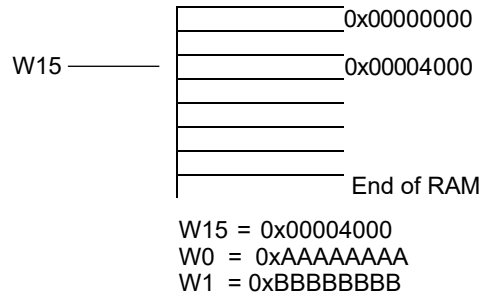 0x00000000
W15 0x00004000
End of RAM
W15 = 0x00004000
W0 = 0xAAAAAAAA
W1 = 0xBBBBBBBB